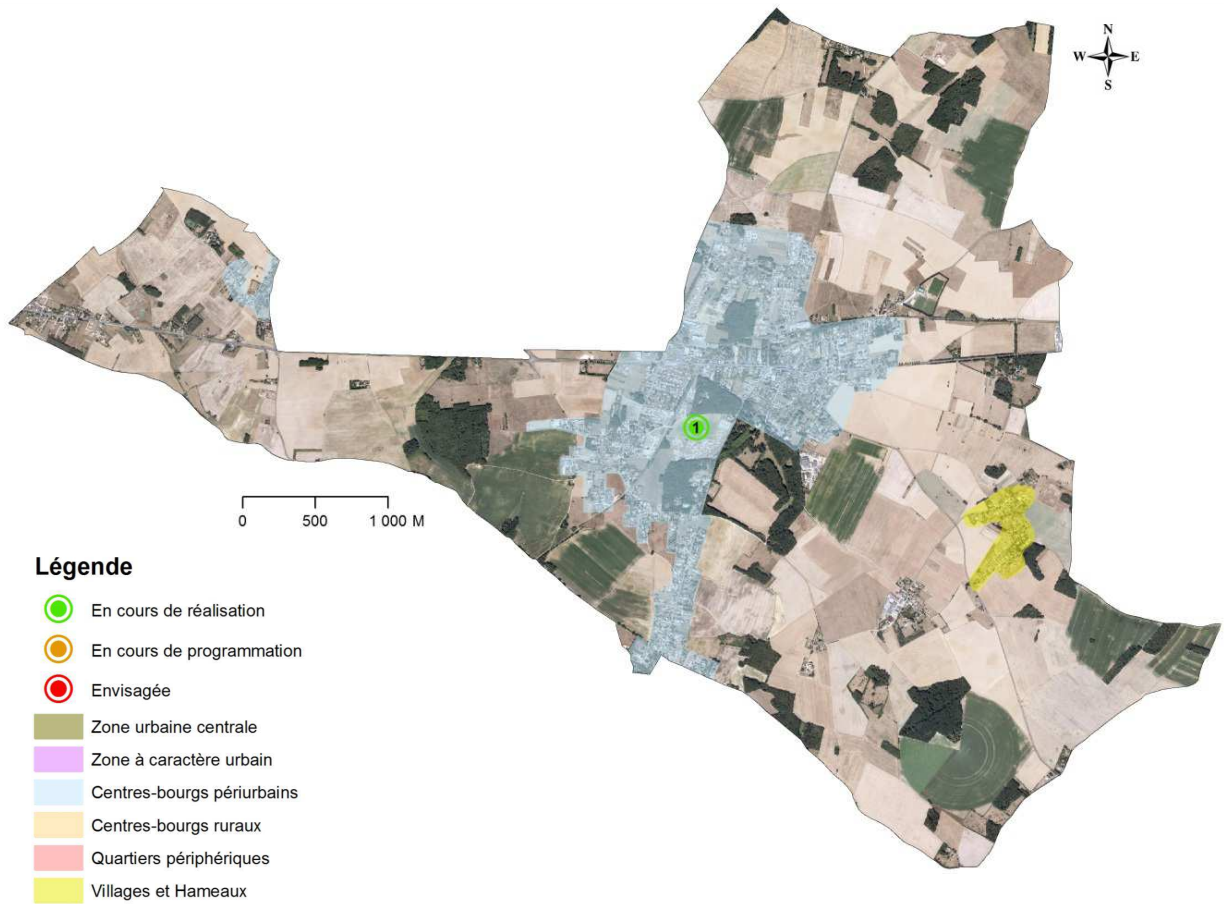 N
W E
S
1
0 500 1 000 M
Légende
En cours de réalisation
En cours de programmation
Envisagée
Zone urbaine centrale
Zone à caractère urbain
Centres-bourgs périurbains
Centres-bourgs ruraux
Quartiers périphériques
Villages et Hameaux